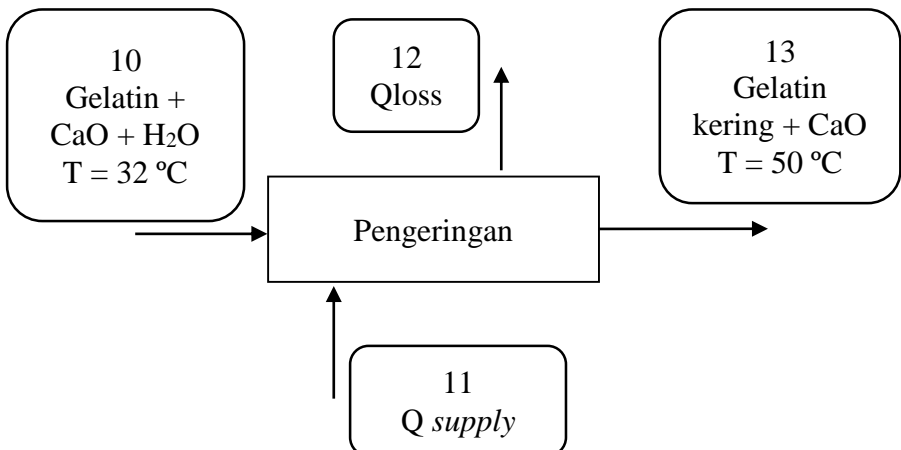 10
Gelatin +
CaO + H₂O
T = 32 ºC
12
Qloss
13
Gelatin
kering + CaO
T = 50 ºC
Pengeringan
11
Q supply